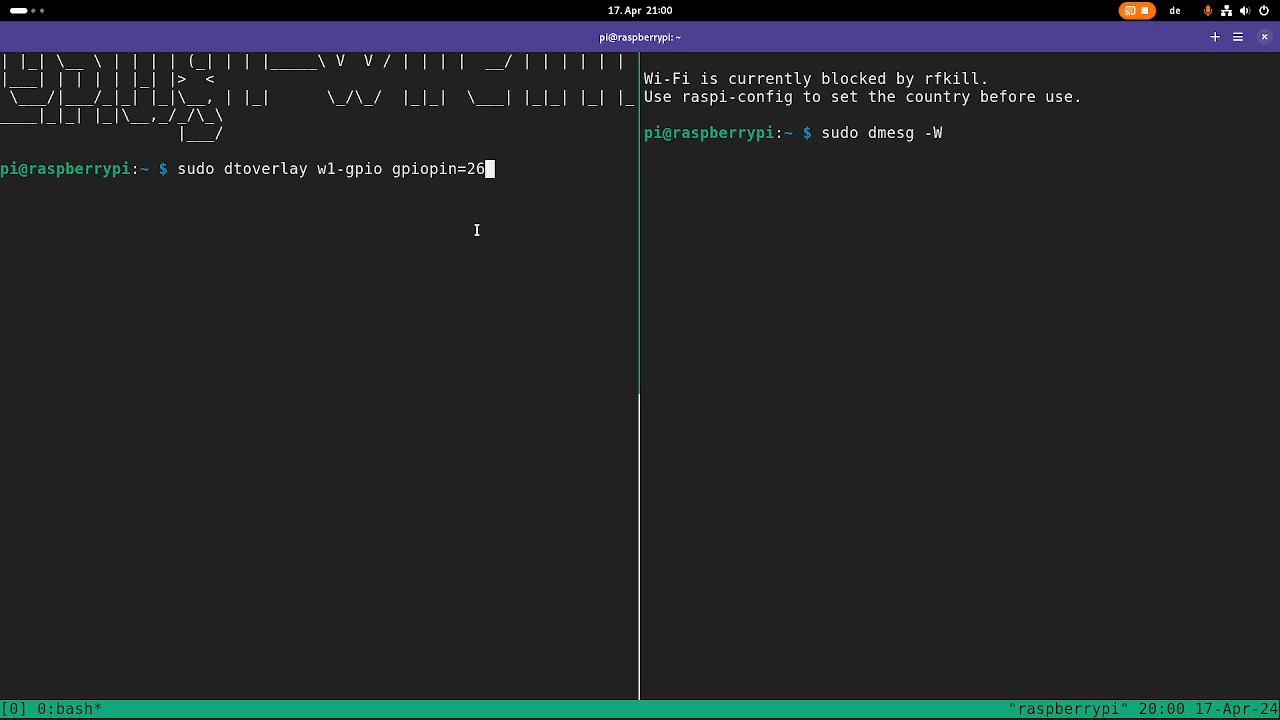 17. Apr 21:00
de
pi@raspberrypi: ~
pi@raspberrypi:~ $ sudo dtoverlay w1-gpio gpiopin=26
Wi-Fi is currently blocked by rfkill.
Use raspi-config to set the country before use.
pi@raspberrypi:~ $ sudo dmesg -W
[0] 0:bash*
"raspberrypi" 20:00 17-Apr-24